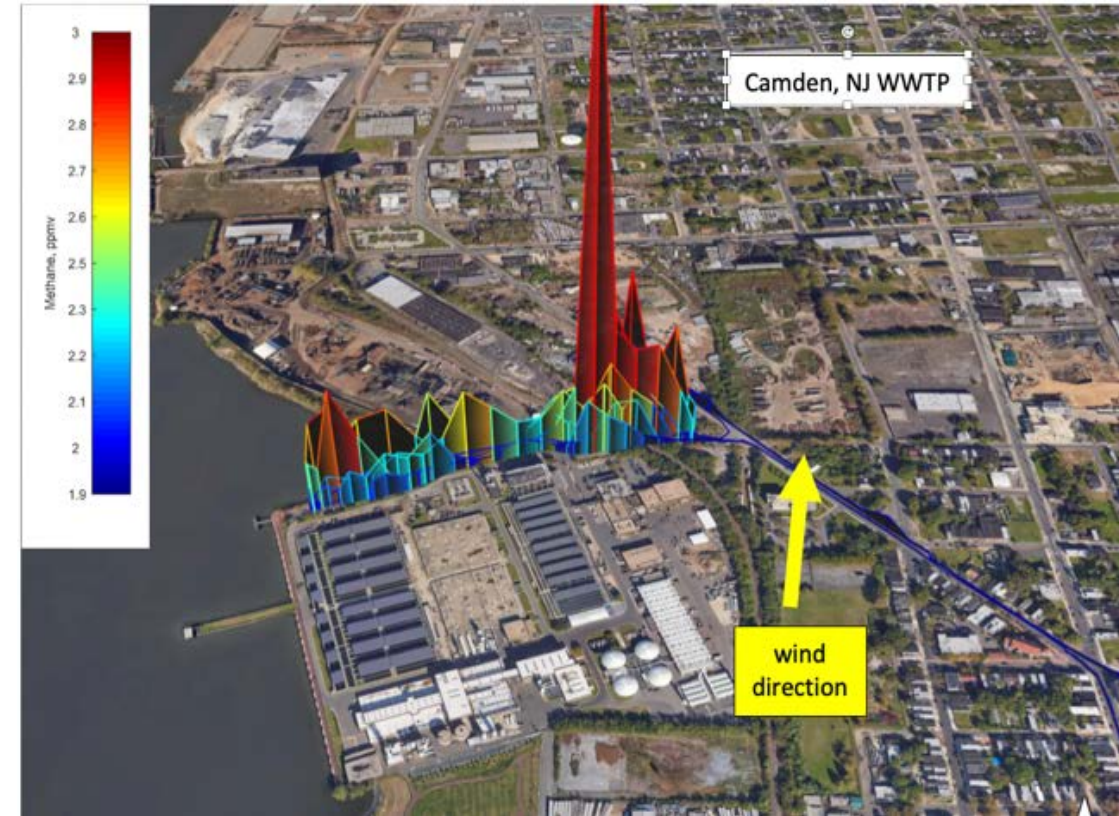 3
2.9
2.8
2.7
2.6
2.5
2.3
2.2
2.1
2
1.9
Methane, ppmv
Camden, NJ WWTP
wind
direction